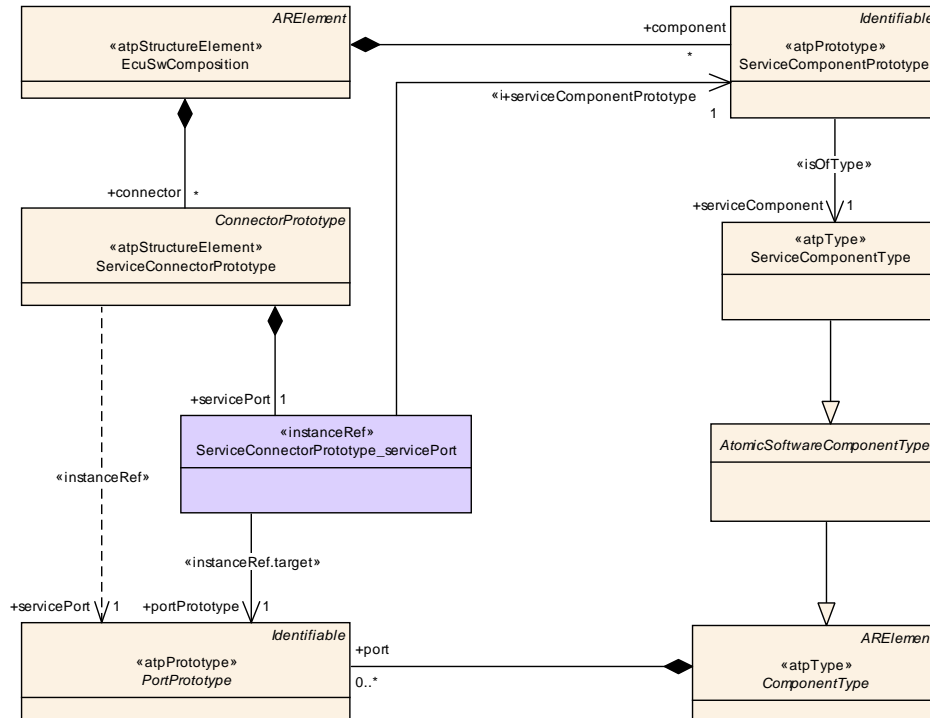 ARElement
«atpStructureElement»
EcuSwComposition
+component
*
Identifiable
«atpPrototype»
ServiceComponentPrototype
«i+serviceComponentPrototype
1
«isOfType»
+connector
*
+serviceComponent
1
ConnectorPrototype
«atpStructureElement»
ServiceConnectorPrototype
«atpType»
ServiceComponentType
+servicePort
1
«instanceRef»
ServiceConnectorPrototype_servicePort
AtomicSoftwareComponentType
«instanceRef»
«instanceRef.target»
+servicePort
1
+portPrototype
1
Identifiable
«atpPrototype»
PortPrototype
+port
0..*
ARElemen
«atpType»
ComponentType